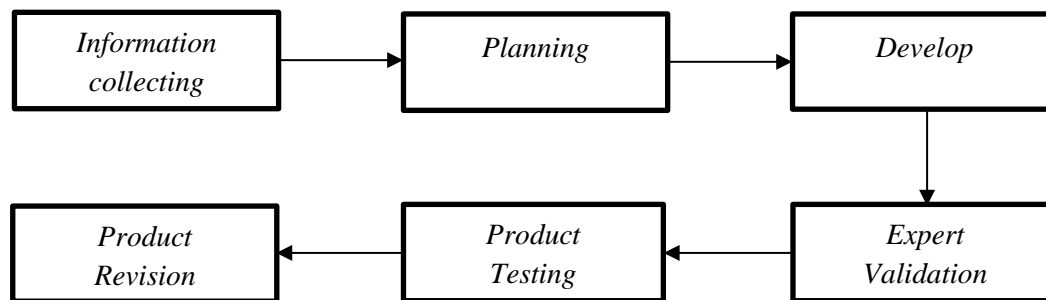 Information
collecting
Planning
Develop
Expert
Validation
Product
Testing
Product
Revision